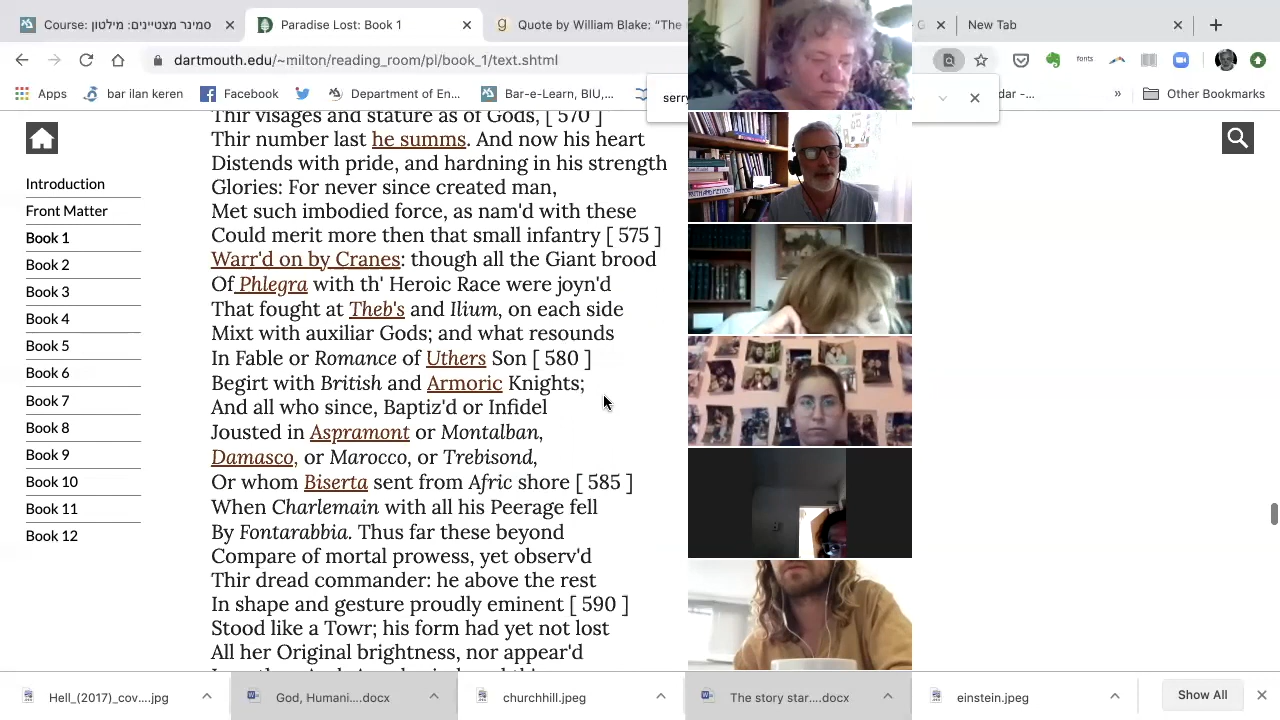 Course: סמינר מצטיינים: מילטון
Paradise Lost: Book 1
Quote by William Blake: “The
New Tab
dartmouth.edu/~milton/reading_room/pl/book_1/text.shtml
fonts
Apps
bar ilan keren
Facebook
Department of En...
Bar-e-Learn, BIU,...
dar -...
»
Other Bookmarks
Introduction
Front Matter
Book 1
Book 2
Book 3
Book 4
Book 5
Book 6
Book 7
Book 8
Book 9
Book 10
Book 11
Book 12
Thir visages and stature as of Gods, [ 570 ]
Thir number last he summs. And now his heart
Distends with pride, and hardning in his strength
Glories: For never since created man,
Met such imbodied force, as nam'd with these
Could merit more then that small infantry [ 575 ]
Warr'd on by Cranes: though all the Giant brood
Of Phlegra with th' Heroic Race were joyn'd
That fought at Theb's and Ilium, on each side
Mixt with auxiliar Gods; and what resounds
In Fable or Romance of Uthers Son [ 580 ]
Begirt with British and Armoric Knights;
And all who since, Baptiz'd or Infidel
Jousted in Aspramont or Montalban,
Damasco, or Marocco, or Trebisond,
Or whom Biserta sent from Afric shore [ 585 ]
When Charlemain with all his Peerage fell
By Fontarabbia. Thus far these beyond
Compare of mortal prowess, yet observ'd
Thir dread commander: he above the rest
In shape and gesture proudly eminent [ 590 ]
Stood like a Towr; his form had yet not lost
All her Original brightness, nor appear'd
Hell_(2017)_cov....jpg
God, Humani....docx
churchhill.jpeg
The story star....docx
einstein.jpeg
Show All